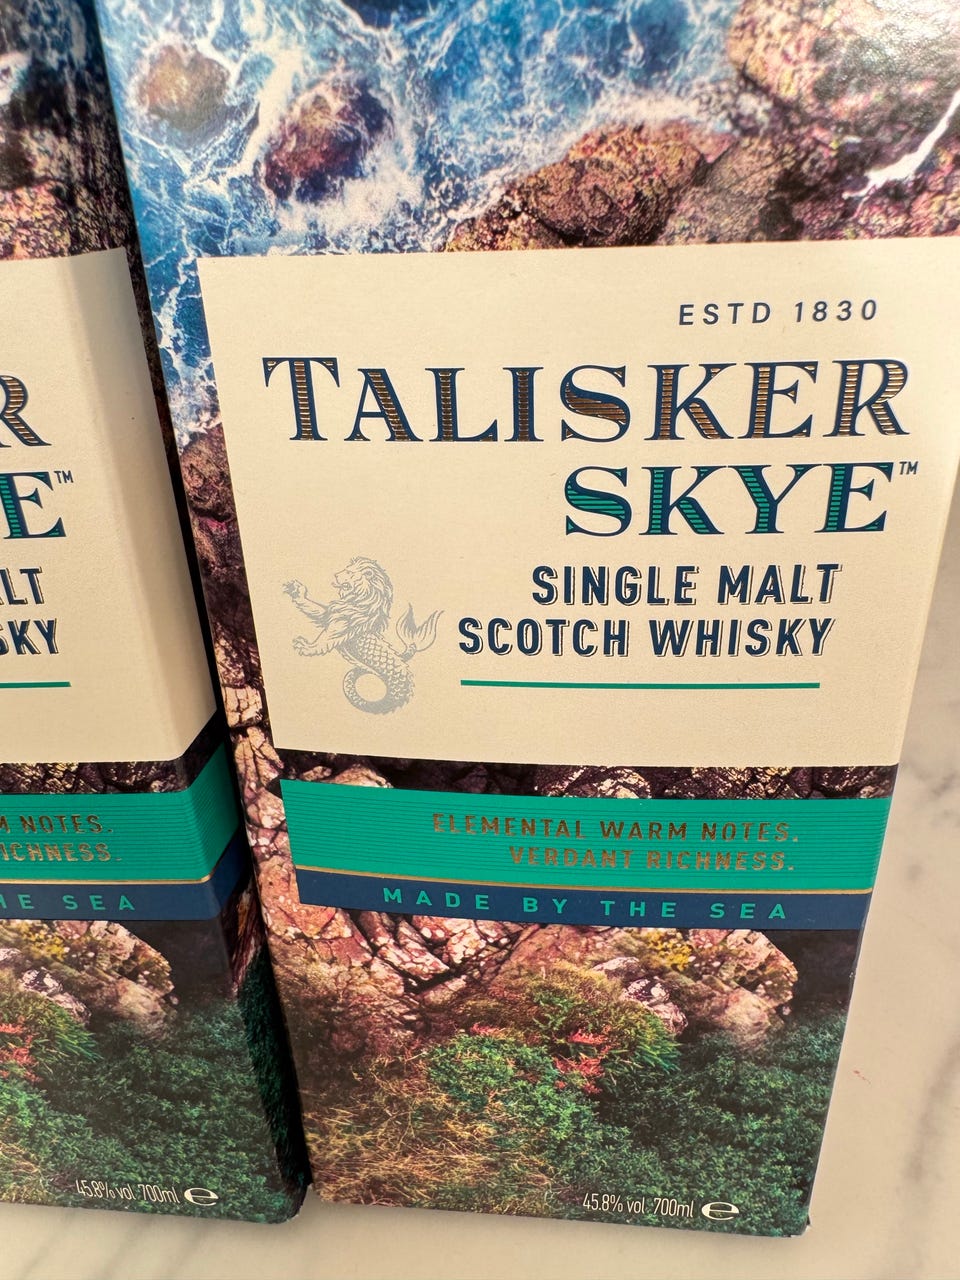 ESTD 1830
TALISKER
SKYE™
SINGLE MALT
SCOTCH WHISKY
ELEMENTAL WARM NOTES.
VERDANT RICHNESS.
MADE BY THE SEA
45.8% vol 700ml e
R
E™
LT
SKY
NOTES.
THE SEA
45.8% vol 700ml e